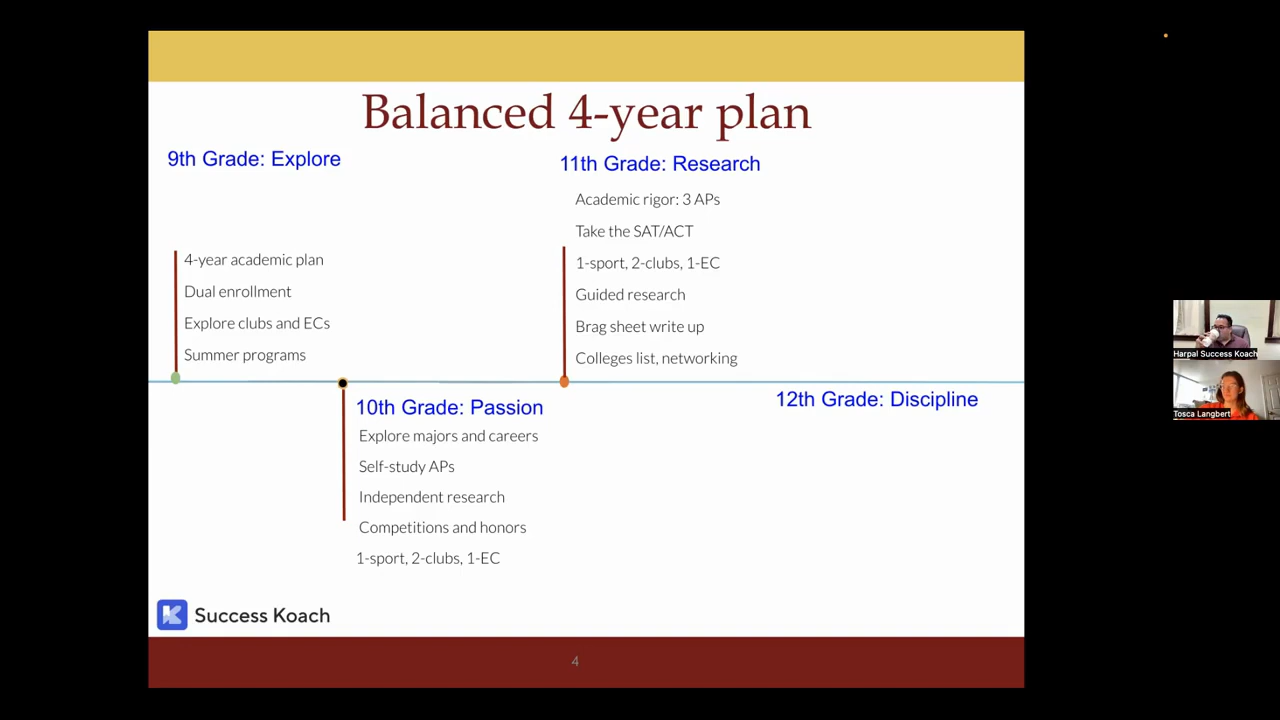 Balanced 4-year plan
9th Grade: Explore
4-year academic plan
Dual enrollment
Explore clubs and ECs
Summer programs
10th Grade: Passion
Explore majors and careers
Self-study APs
Independent research
Competitions and honors
1-sport, 2-clubs, 1-EC
11th Grade: Research
Academic rigor: 3 APs
Take the SAT/ACT
1-sport, 2-clubs, 1-EC
Guided research
Brag sheet write up
Colleges list, networking
12th Grade: Discipline
Success Koach
4
Harpal Success Koach
Tosca Langbert